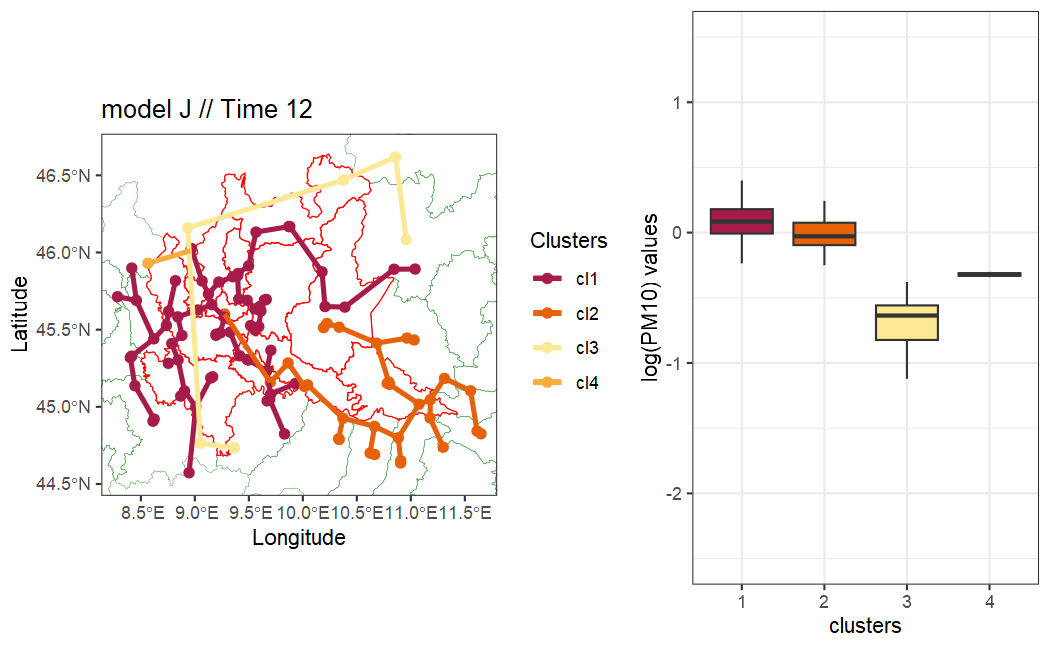 model J // Time 12
46.5°N
46.0°N
45.5°N
45.0°N
44.5°N
Latitude
8.5°E 9.0°E 9.5°E 10.0°E 10.5°E 11.0°E 11.5°E
Longitude
Clusters
cl1
cl2
cl3
cl4
log(PM10) values
1
0
-1
-2
1 2 3 4
clusters